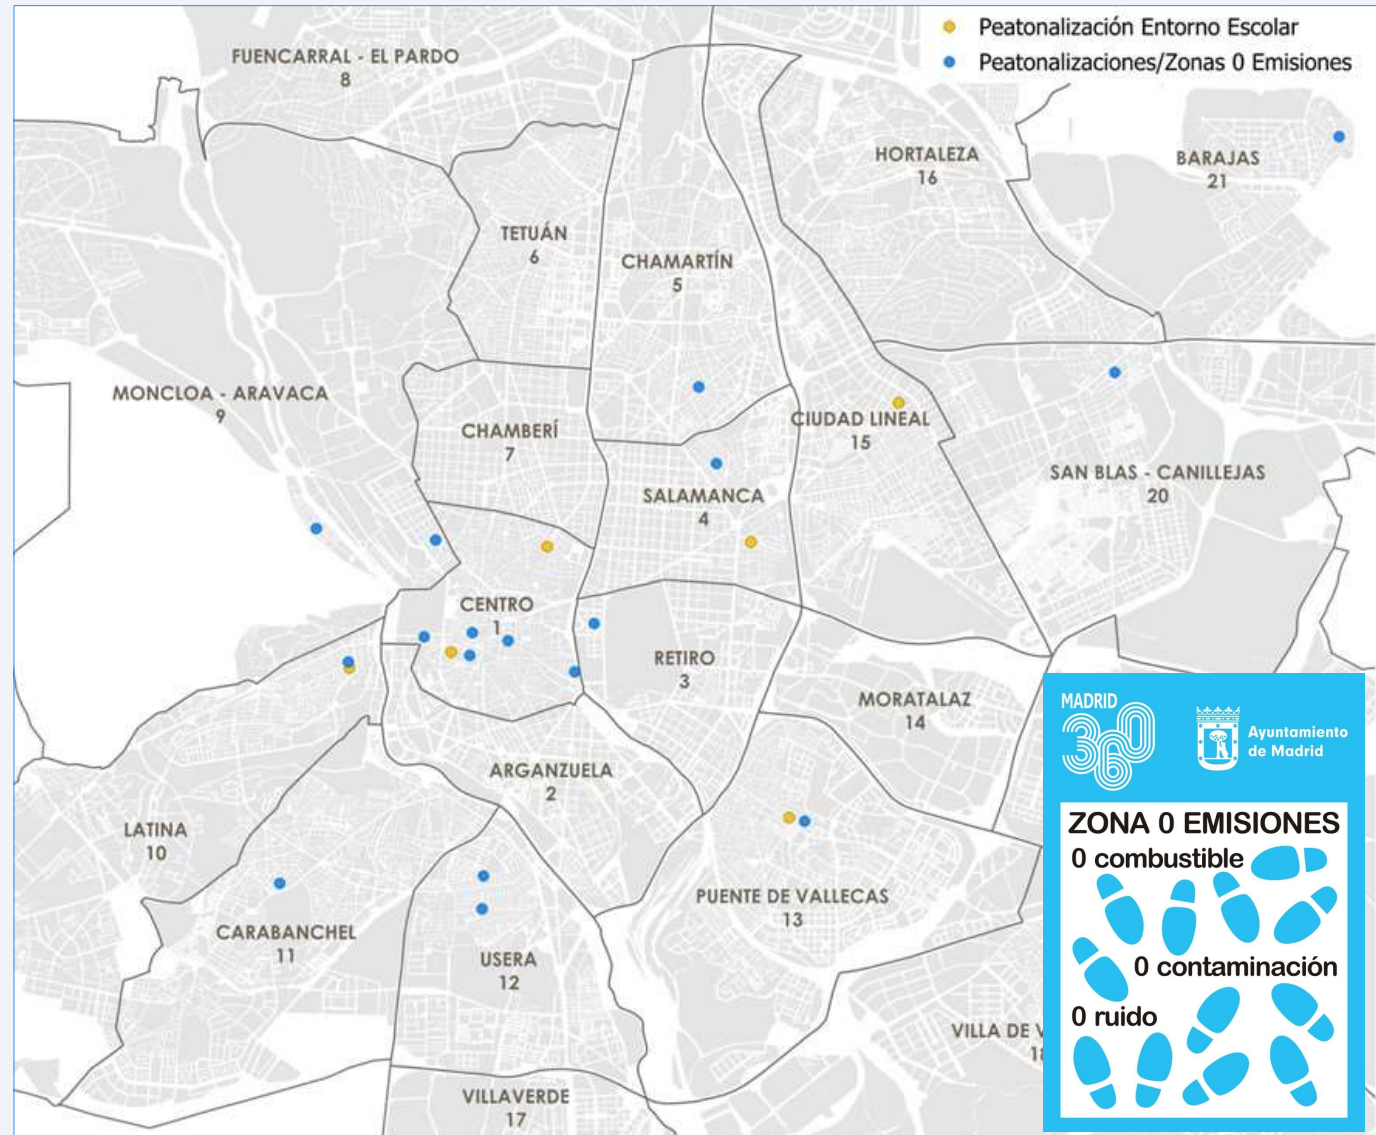 Peatonalización Entorno Escolar
Peatonalizaciones/Zonas 0 Emisiones
FUENCARRAL - EL PARDO
8
HORTALEZA
16
BARAJAS
21
TETUÁN
6
CHAMARTÍN
5
MONCLOA - ARAVACA
9
CHAMBERÍ
7
CIUDAD LINEAL
15
SAN BLAS - CANILLEJAS
20
SALAMANCA
4
CENTRO
1
RETIRO
3
MORATALAZ
14
ARGANZUELA
2
LATINA
10
PUENTE DE VALLECAS
13
CARABANCHEL
11
USERA
12
VILLA DE
VILLAVERDE
17
MADRID
360
Ayuntamiento
de Madrid
ZONA 0 EMISIONES
0 combustible
0 contaminación
0 ruido